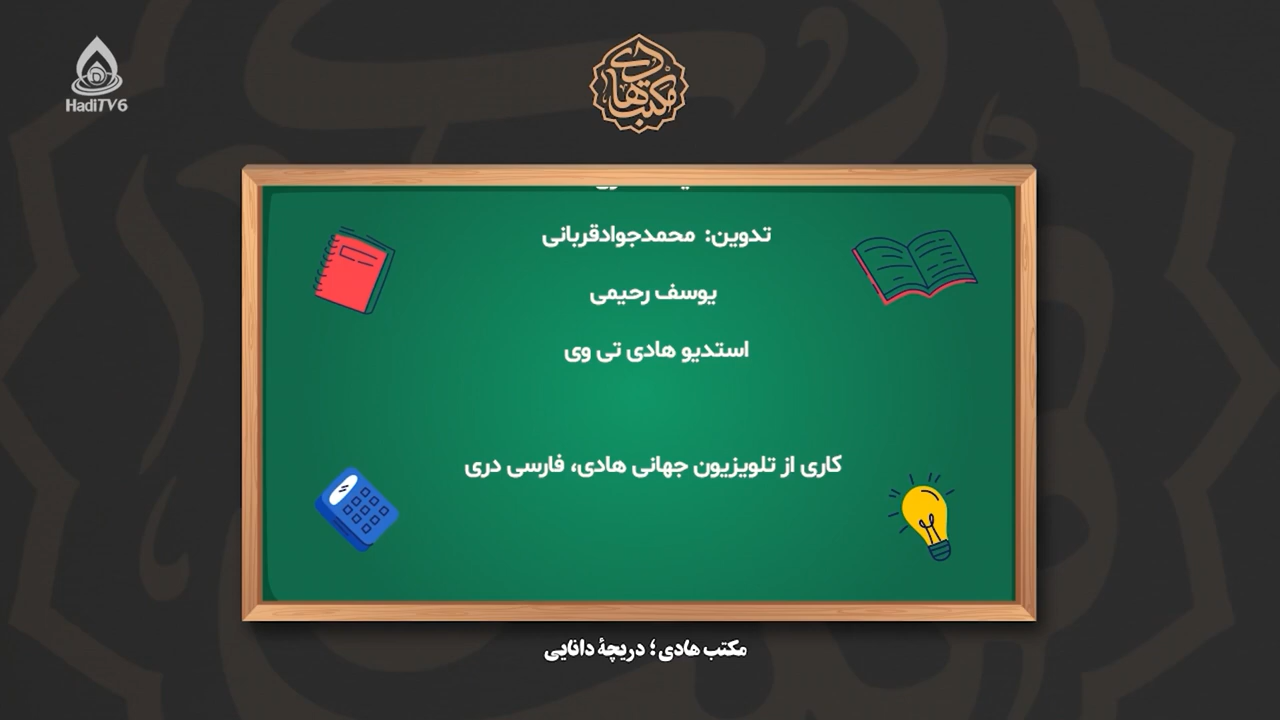 HadiTV6
مکتب هادی
تدوین: محمدجوادقربانی
یوسف رحیمی
استدیو هادی تی وی
کاری از تلویزیون جهانی هادی، فارسی دری
مکتب هادی؛ دریچهٔ دانایی